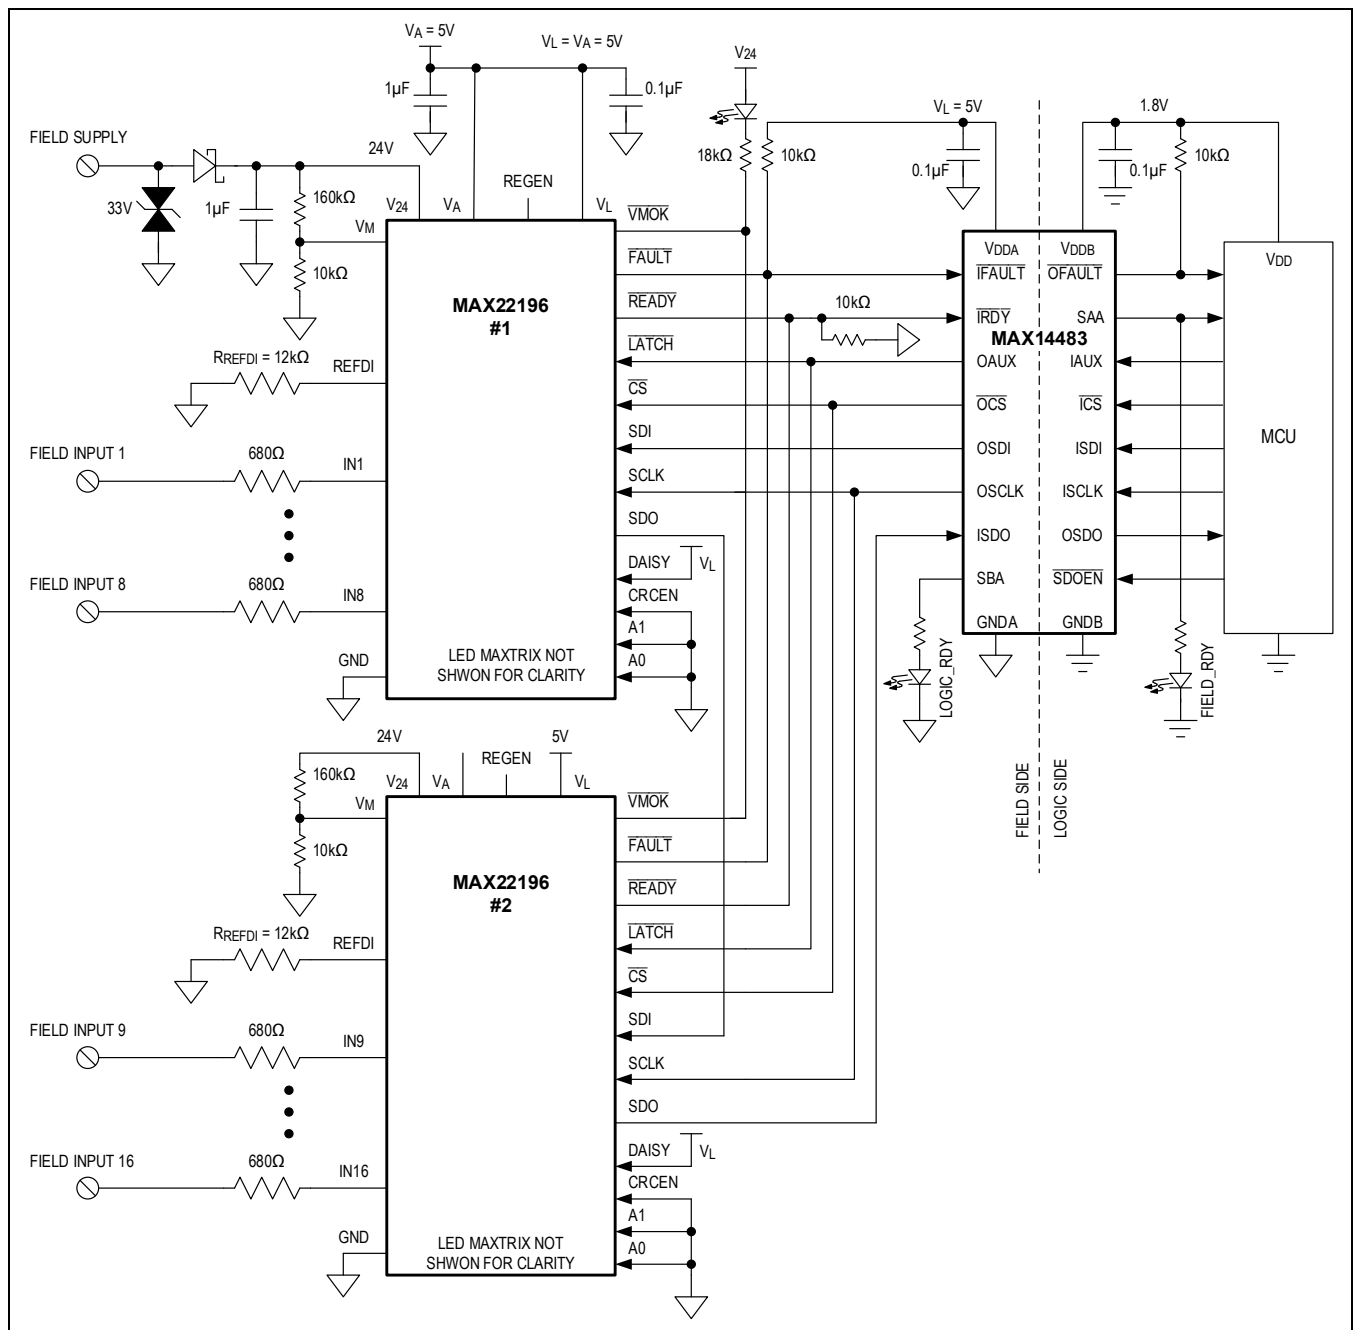 VA = 5V
VL = VA = 5V
1µF
0.1µF
V24
VL = 5V
1.8V
FIELD SUPPLY
24V
18kΩ
10kΩ
0.1µF
0.1µF
10kΩ
33V
1µF
160kΩ
10kΩ
REGEN
V24
VA
VL
VM
MAX22196
#1
VMOK
FAULT
READY
LATCH
CS
SDI
SCLK
SDO
DAISY
VL
CRCEN
A1
A0
10kΩ
RREFDI = 12kΩ
REFDI
FIELD INPUT 1
680Ω
IN1
FIELD INPUT 8
680Ω
IN8
GND
LED MAXTRIX NOT
SHWON FOR CLARITY
VDDA
VDDB
IFAULT
OFAULT
IRDY
SAA
MAX14483
OAUX
IAUX
OCS
ICS
OSDI
ISDI
OSCLK
ISCLK
ISDO
OSDO
SBA
SDOEN
GNDA
GNDB
VDD
MCU
LOGIC_RDY
FIELD_RDY
FIELD SIDE
LOGIC SIDE
24V
REGEN
5V
160kΩ
V24
VA
VL
VM
10kΩ
MAX22196
#2
VMOK
FAULT
READY
LATCH
CS
SDI
SCLK
SDO
DAISY
VL
CRCEN
A1
A0
RREFDI = 12kΩ
REFDI
FIELD INPUT 9
680Ω
IN9
FIELD INPUT 16
680Ω
IN16
GND
LED MAXTRIX NOT
SHWON FOR CLARITY